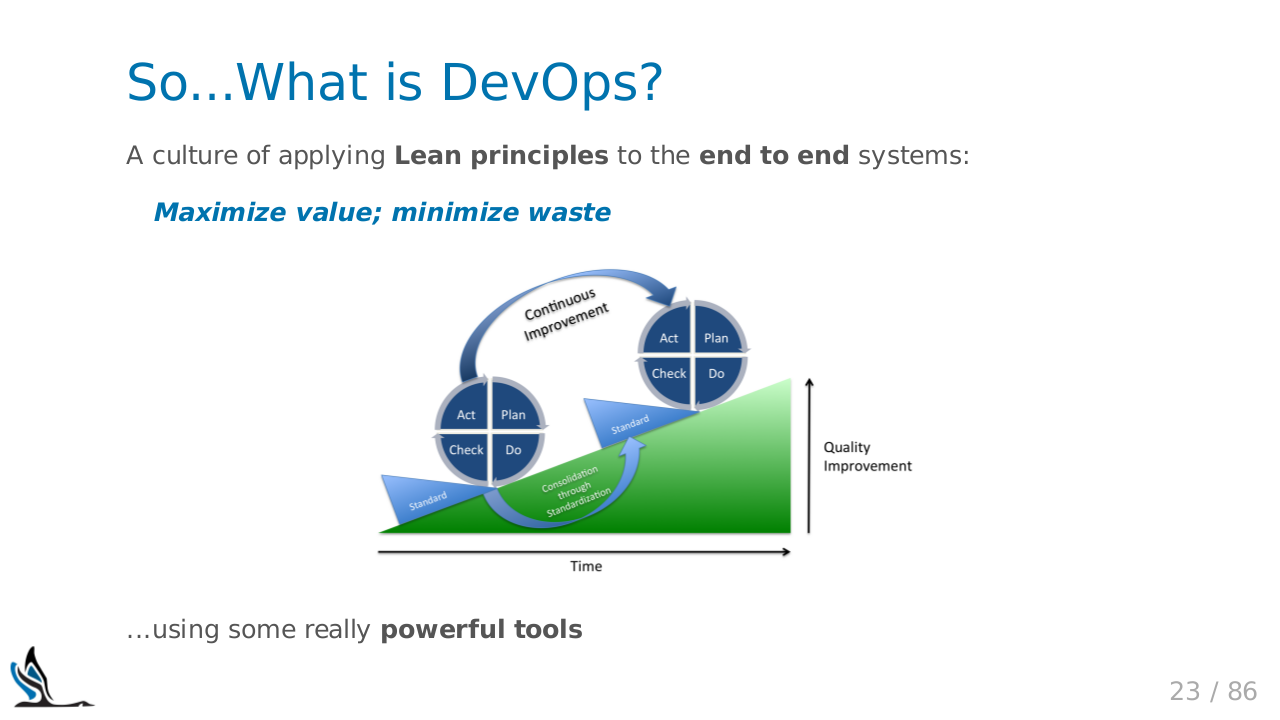 So...What is DevOps?
A culture of applying Lean principles to the end to end systems:
Maximize value; minimize waste
Continuous
Improvement
Act
Plan
Check
Do
Act
Plan
Check
Do
Standard
Standard
Consolidation
through
Standardization
Quality
Improvement
Time
...using some really powerful tools
23 / 86